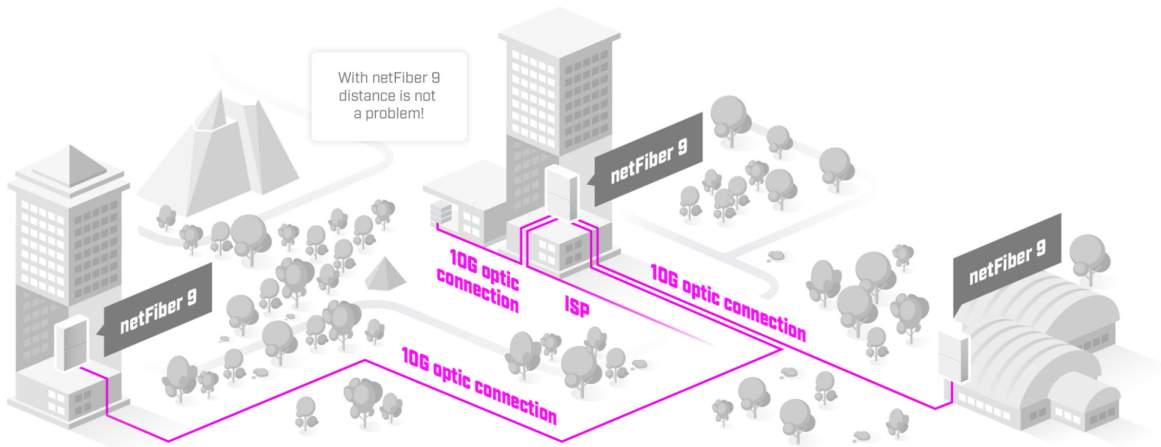 With netFiber 9
distance is not
a problem!
netFiber 9
netFiber 9
netFiber 9
10G optic
connection
ISP
10G optic connection
10G optic connection